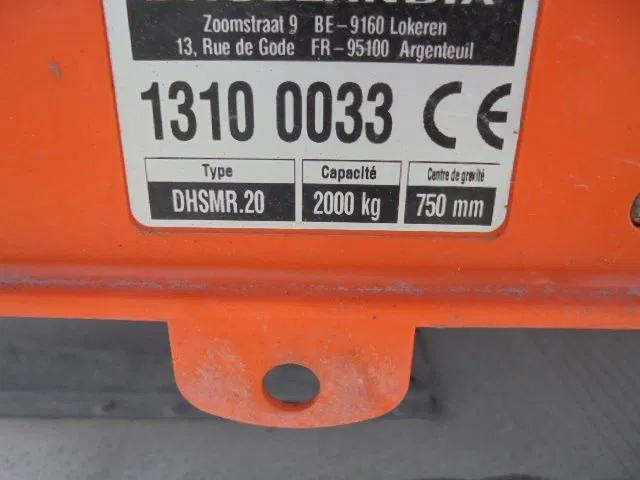 Zoomstraat 9 BE-9160 Lokeren
13, Rue de Gode FR-95100 Argenteuil
1310 0033 CE
Type Capacité Centre de gravité
DHSMR.20 2000 kg 750 mm